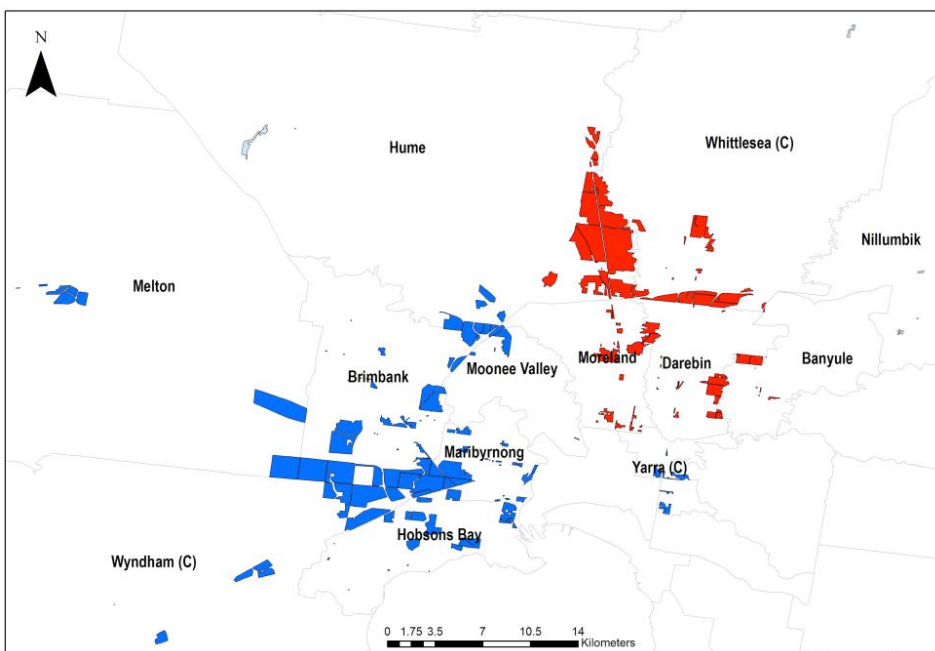 N
Hume
Whittlesea (C)
Nillumbik
Melton
Brimbank
Moonee Valley
Moreland
Darebin
Banyule
Maribyrnong
Yarra (C)
Hobsons Bay
Wyndham (C)
0 1.75 3.5 7 10.5 14
Kilometers